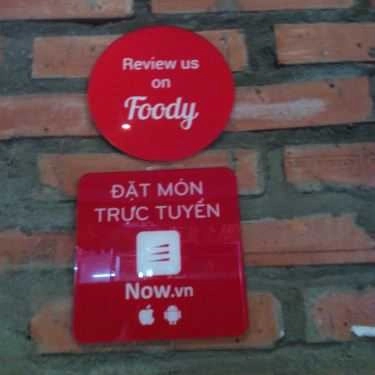 Review us
on
Foody
ĐẶT MÓN
TRỰC TUYẾN
Now.vn